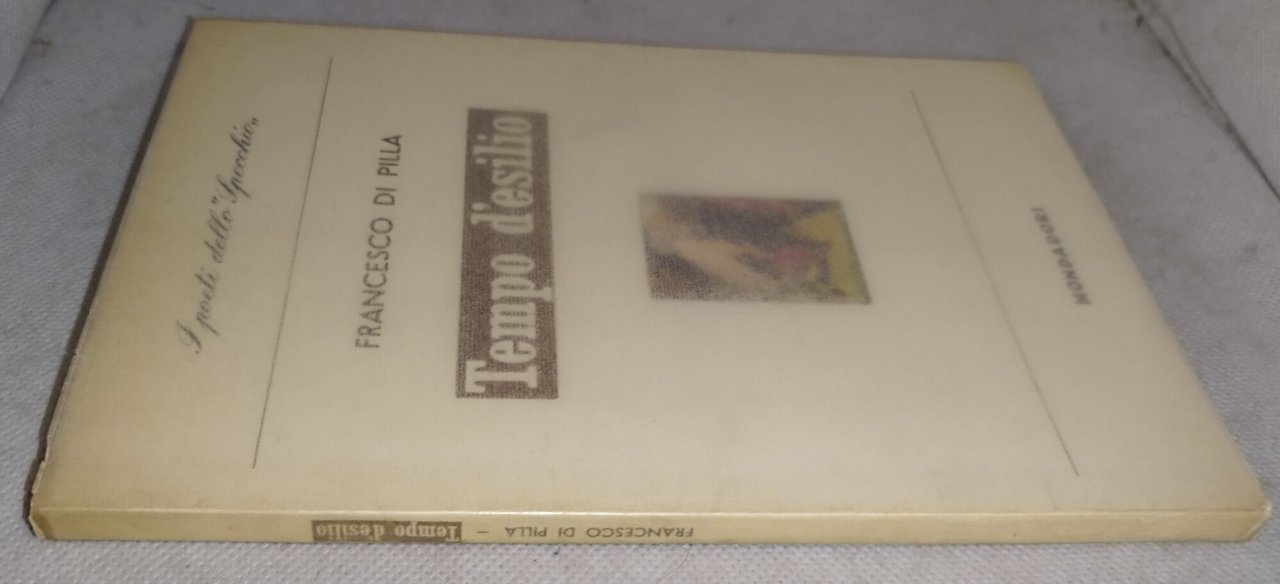 I poeti dello "Specchio„
FRANCESCO DI PILLA
Tempo d'esilio
MONDADORI
FRANCESCO DI PILLA - Tempo d'esilio